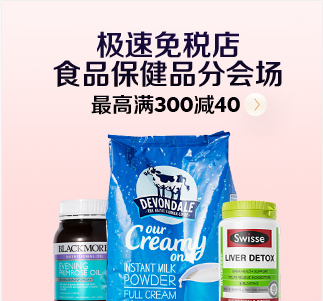 极速免税店
食品保健品分会场
最高满300减40
DEVONDALE
our
Creamy
one
INSTANT MILK
POWDER
FULL CREAM
BLACKMORES
EVENING
PRIMROSE OIL
Swisse
LIVER DETOX